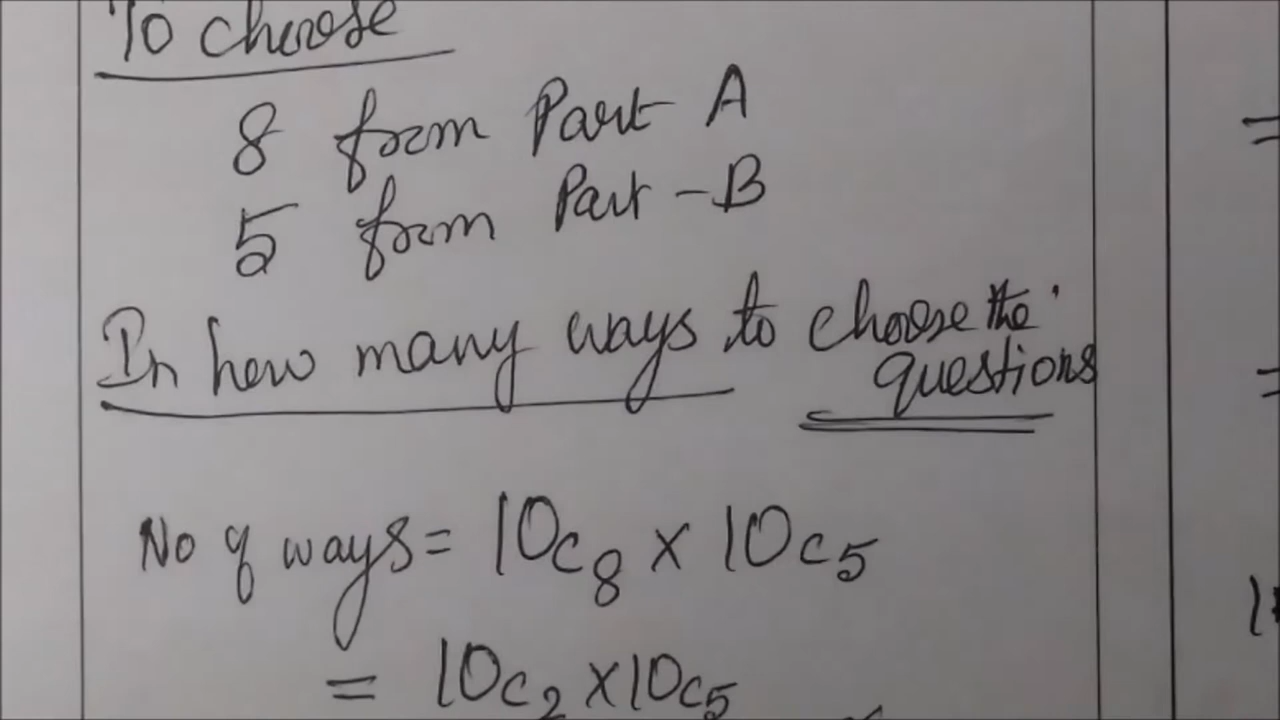 To choose
8 from Part A
5 from Part -B
In how many ways to choose the
questions
No of ways = 10c8 x 10c5
= 10c2 x 10c5